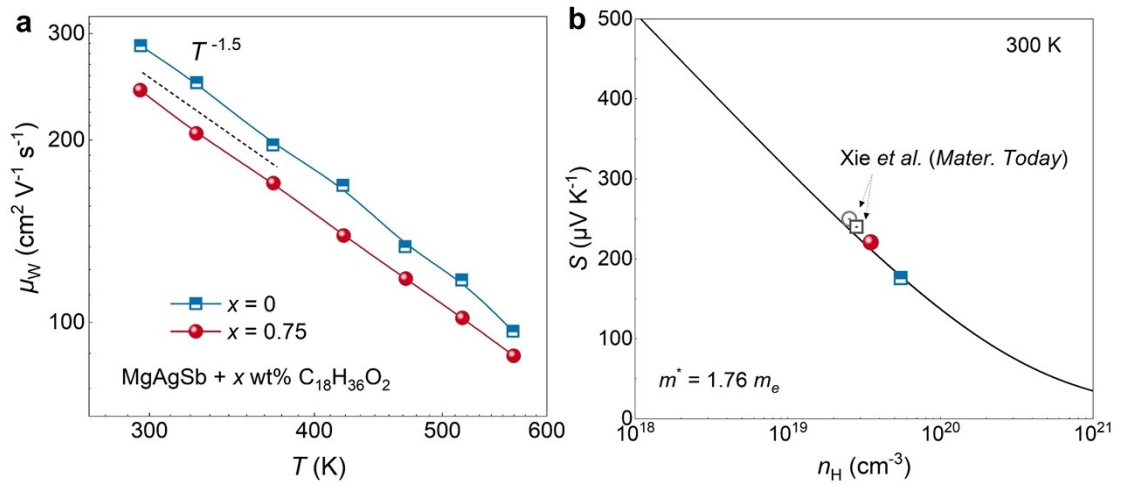 a
300
200
100
μ_W (cm² V⁻¹ s⁻¹)
T ⁻¹·⁵
x = 0
x = 0.75
MgAgSb + x wt% C₁₈H₃₆O₂
300 400 500 600
T (K)
b
500
400
300
200
100
0
S (μV K⁻¹)
300 K
Xie et al. (Mater. Today)
m* = 1.76 mₑ
10¹⁸ 10¹⁹ 10²⁰ 10²¹
n_H (cm⁻³)